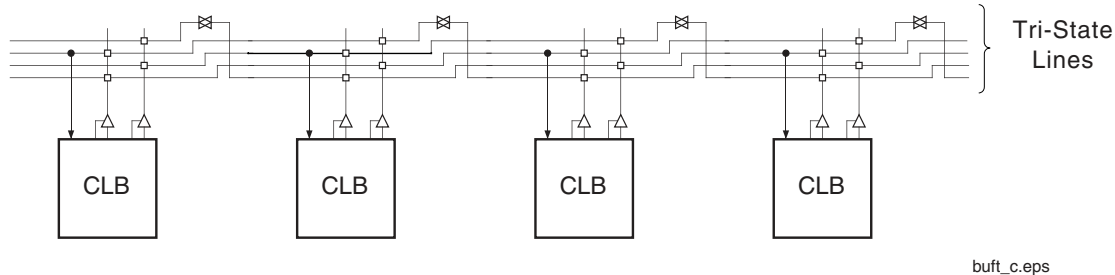 Tri-State
Lines
CLB CLB CLB CLB
buft_c.eps